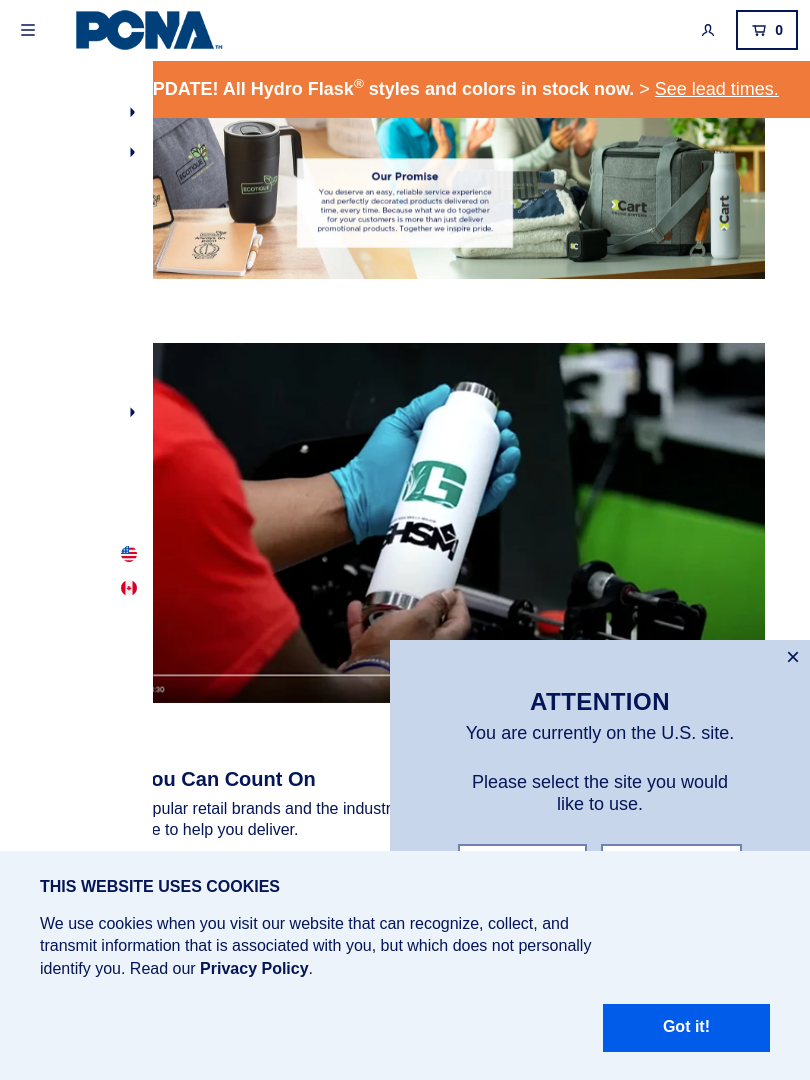 PCNA™
0
PDATE! All Hydro Flask® styles and colors in stock now. > See lead times.
ECOTIQUE
ECOTIQUE
Our Promise
You deserve an easy, reliable service experience
and perfectly decorated products delivered on
time, every time. Because what we do together
for your customers is more than just deliver
promotional products. Together we inspire pride.
Cart
Cart
G
:30
ATTENTION
You are currently on the U.S. site.
Please select the site you would
like to use.
ou Can Count On
pular retail brands and the industr
e to help you deliver.
THIS WEBSITE USES COOKIES
We use cookies when you visit our website that can recognize, collect, and
transmit information that is associated with you, but which does not personally
identify you. Read our Privacy Policy.
Got it!